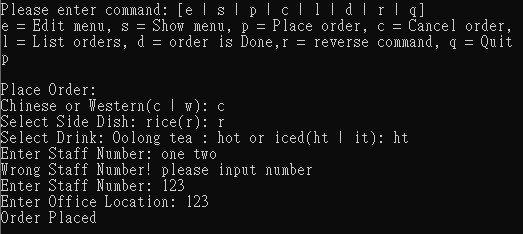 Please enter command: [e | s | p | c | l | d | r | q]
e = Edit menu, s = Show menu, p = Place order, c = Cancel order,
l = List orders, d = order is Done,r = reverse command, q = Quit
p
Place Order:
Chinese or Western(c | w): c
Select Side Dish: rice(r): r
Select Drink: Oolong tea : hot or iced(ht | it): ht
Enter Staff Number: one two
Wrong Staff Number! please input number
Enter Staff Number: 123
Enter Office Location: 123
Order Placed